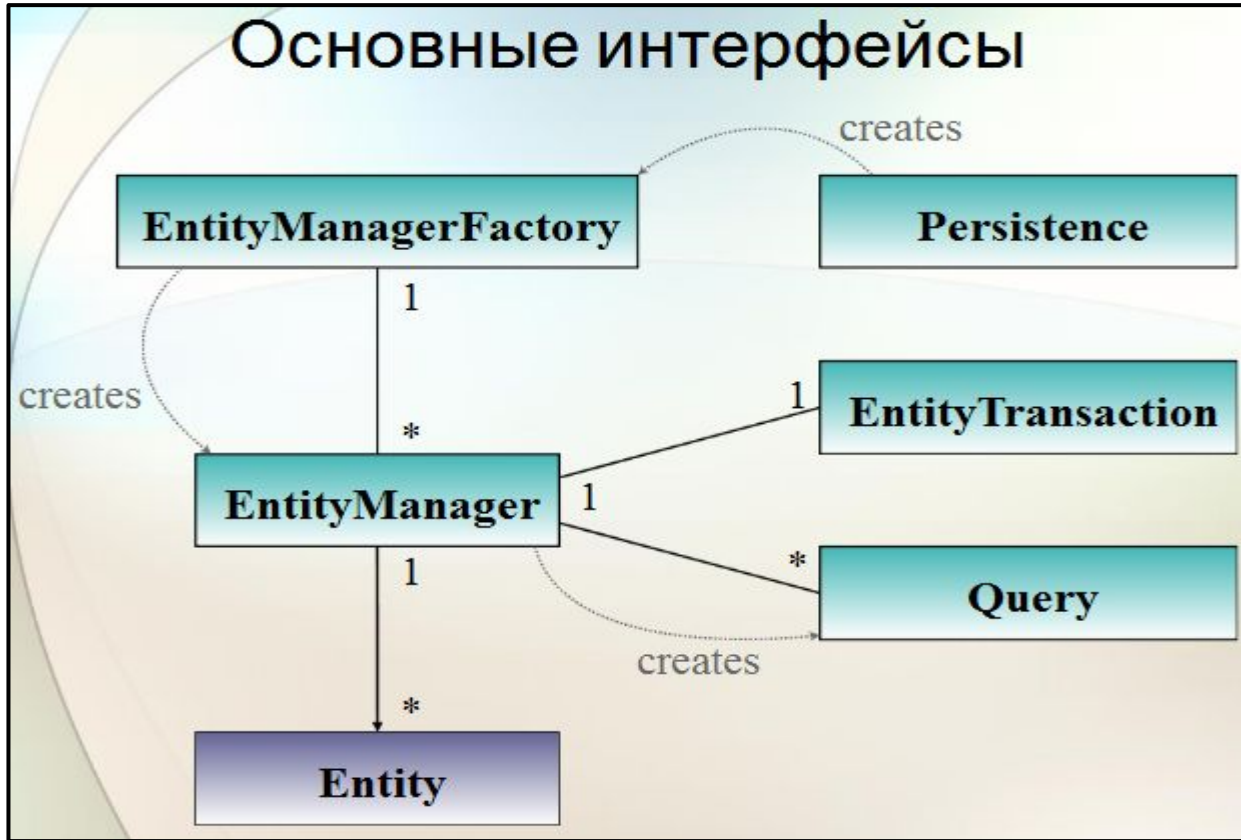 Основные интерфейсы
creates
EntityManagerFactory
Persistence
1
creates
1
EntityTransaction
*
EntityManager
1
*
Query
1
creates
*
Entity